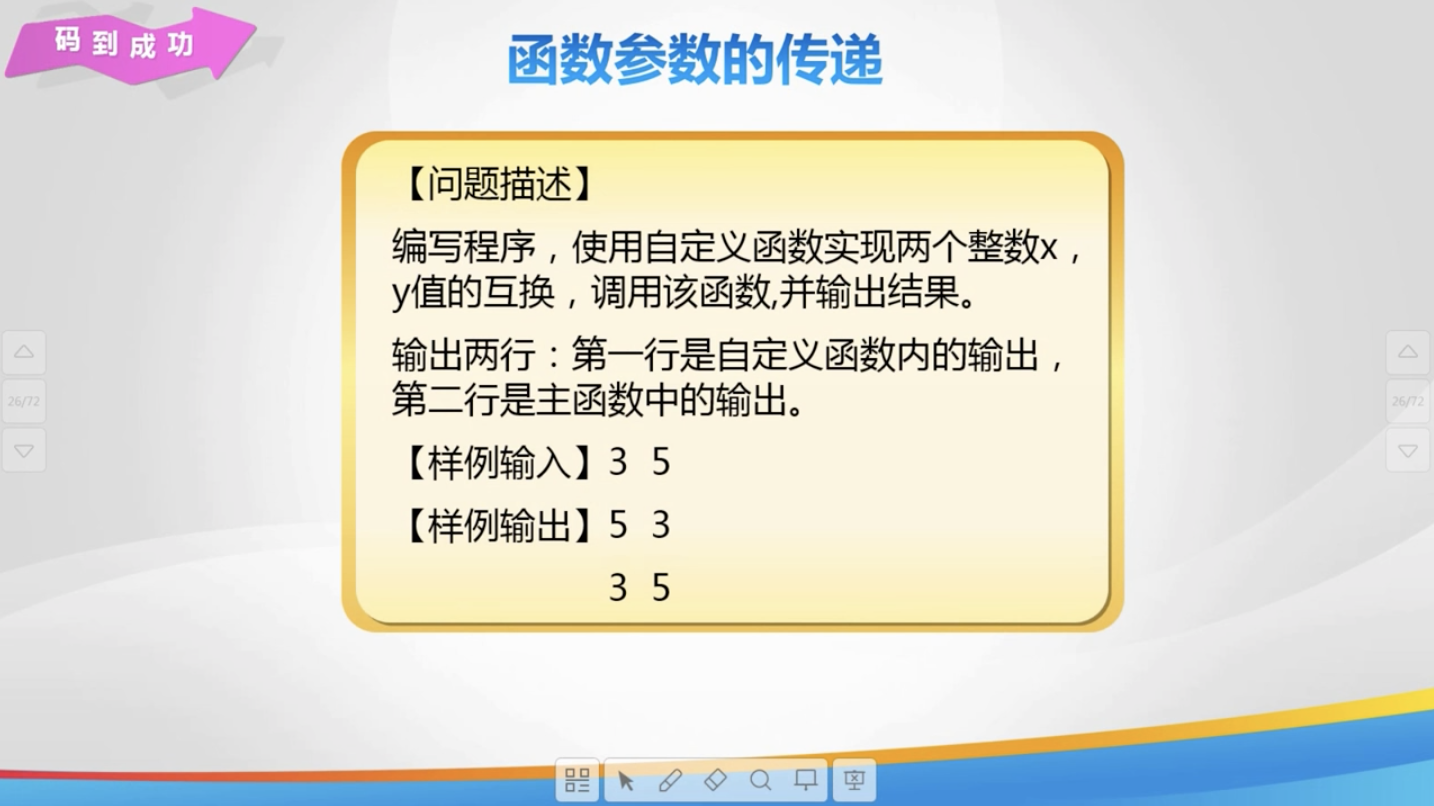 码到成功
函数参数的传递
【问题描述】
编写程序，使用自定义函数实现两个整数x，
y值的互换，调用该函数,并输出结果。
输出两行：第一行是自定义函数内的输出，
第二行是主函数中的输出。
【样例输入】3 5
【样例输出】5 3
3 5
26/72
26/72